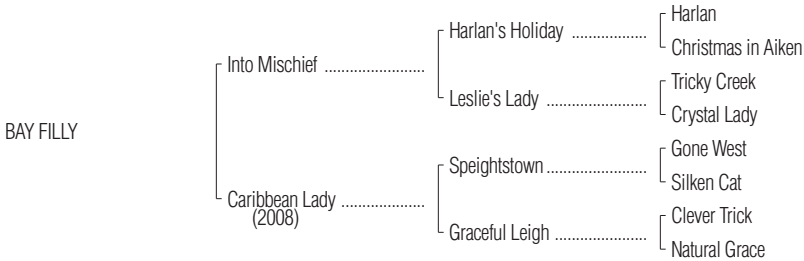 Harlan
Harlan's Holiday ..................
Christmas in Aiken
Into Mischief ........................
Tricky Creek
Leslie's Lady ........................
Crystal Lady
BAY FILLY
Gone West
Speightstown ........................
Silken Cat
Caribbean Lady ....................
(2008)
Clever Trick
Graceful Leigh ......................
Natural Grace